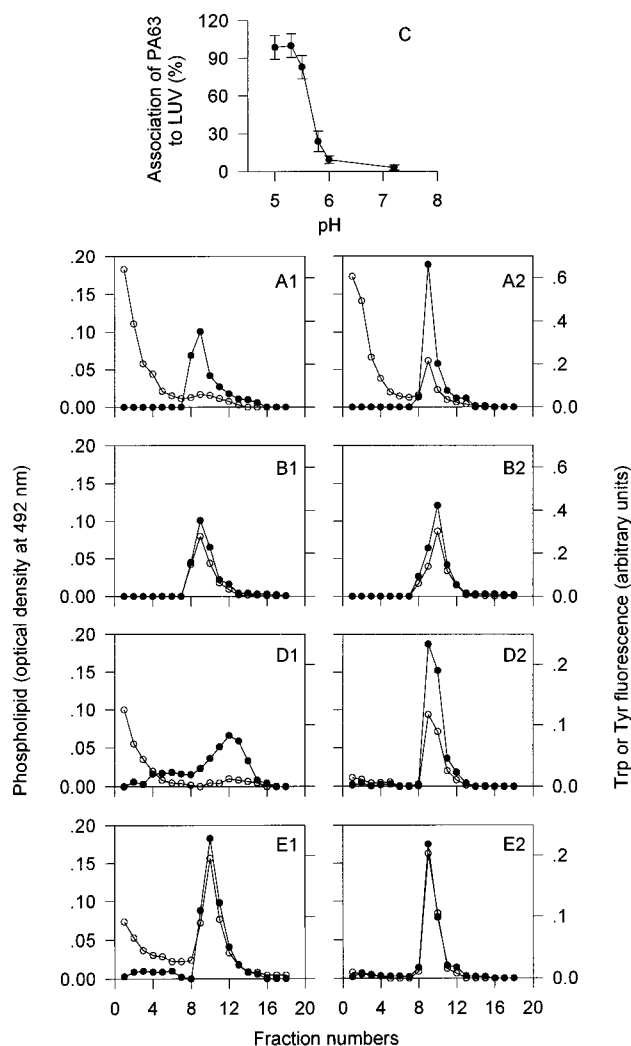 C
Association of PA63
to LUV (%)
120
90
60
30
0
5 6 7 8
pH
A1
.20
.15
.10
.05
0.00
A2
.6
.4
.2
0.0
B1
.20
.15
.10
.05
0.00
B2
.6
.4
.2
0.0
D1
.20
.15
.10
.05
0.00
D2
.2
.1
0.0
E1
.20
.15
.10
.05
0.00
E2
.2
.1
0.0
0 4 8 12 16 0 4 8 12 16 20
Fraction numbers
Phospholipid (optical density at 492 nm)
Trp or Tyr fluorescence (arbitrary units)